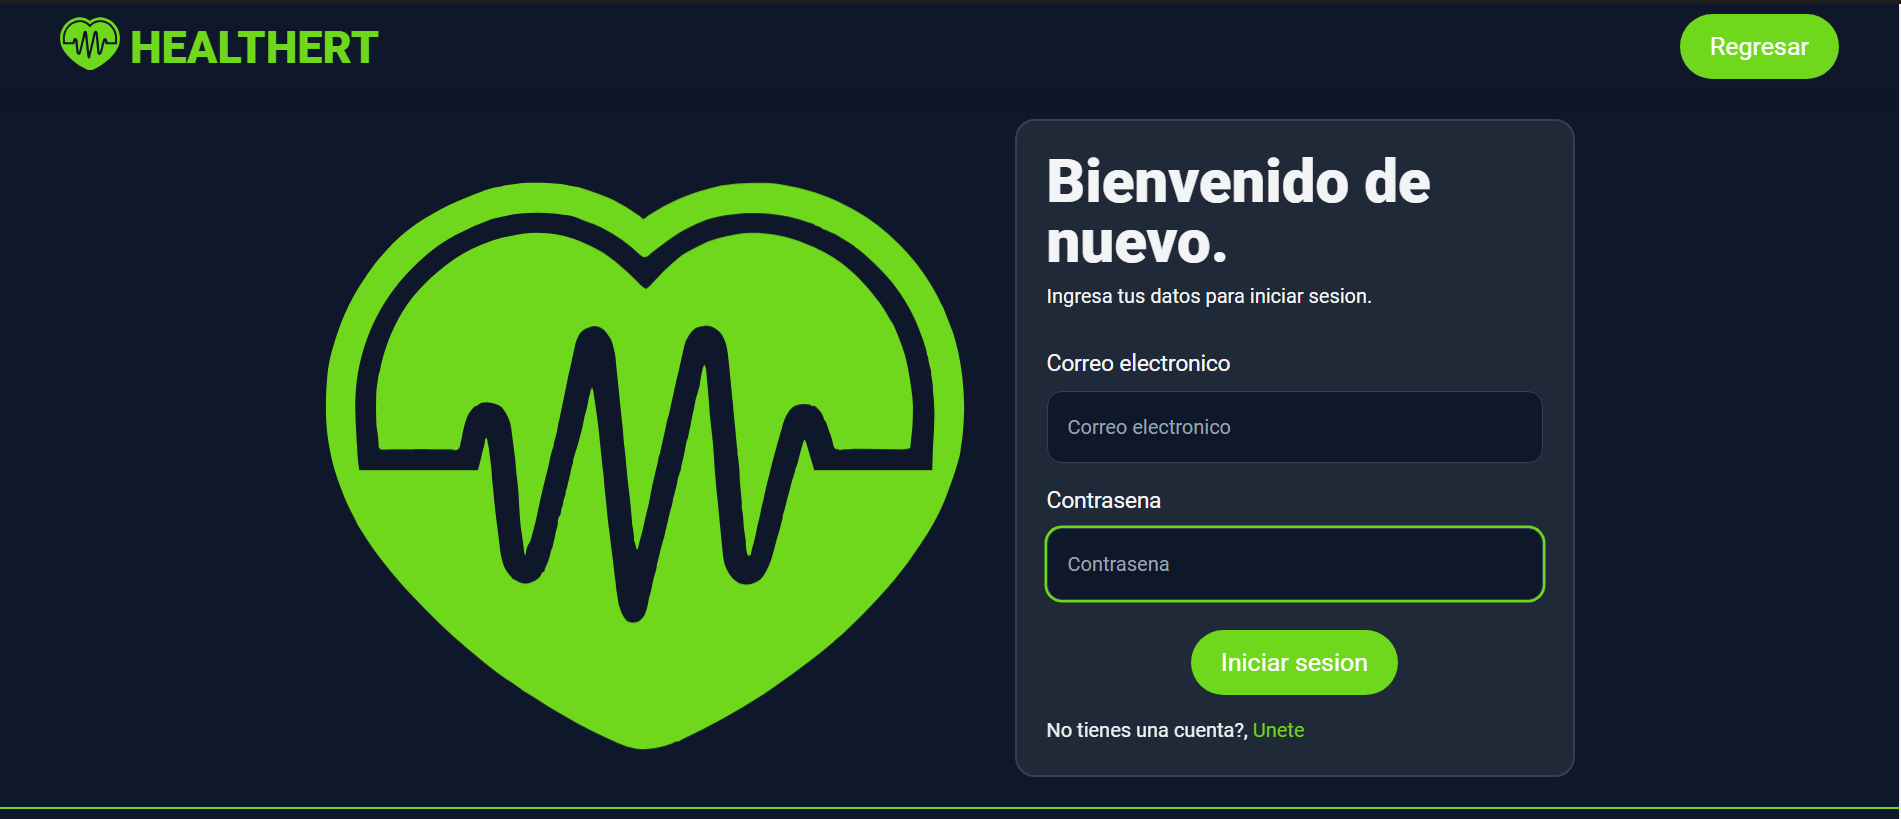 HEALTHERT
Regresar
Bienvenido de
nuevo.
Ingresa tus datos para iniciar sesion.
Correo electronico
Correo electronico
Contrasena
Contrasena
Iniciar sesion
No tienes una cuenta?, Unete